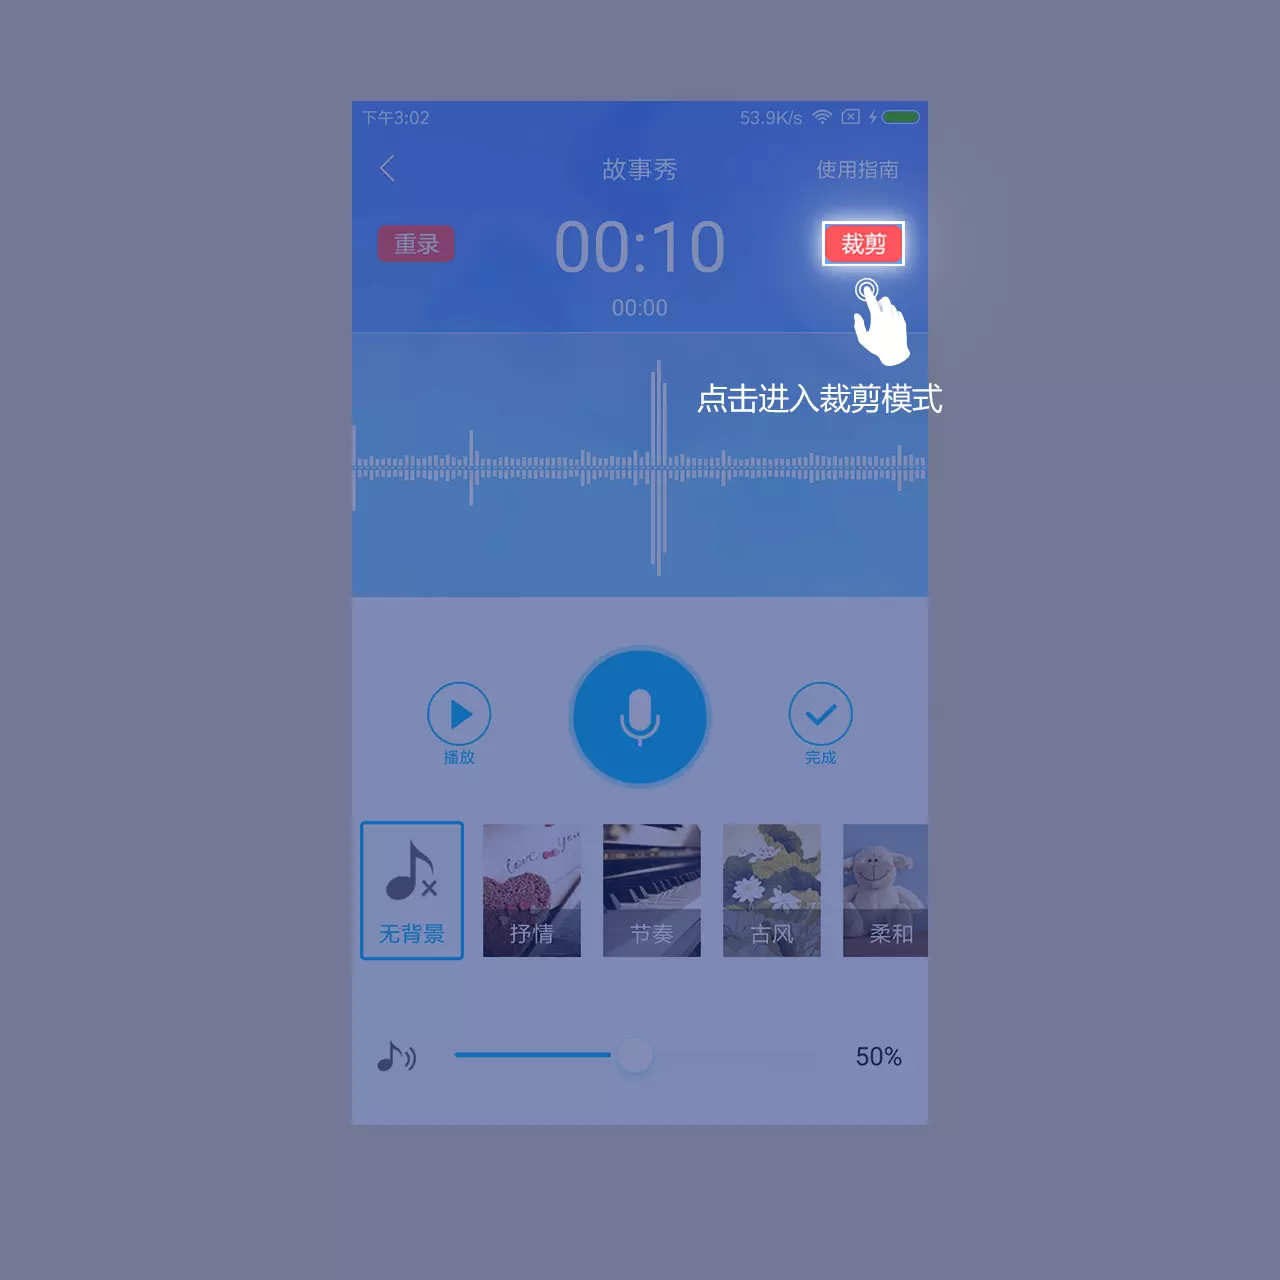 下午3:02
53.9K/s
故事秀
使用指南
重录
00:10
裁剪
00:00
点击进入裁剪模式
播放
完成
love you
无背景
抒情
节奏
古风
柔和
50%